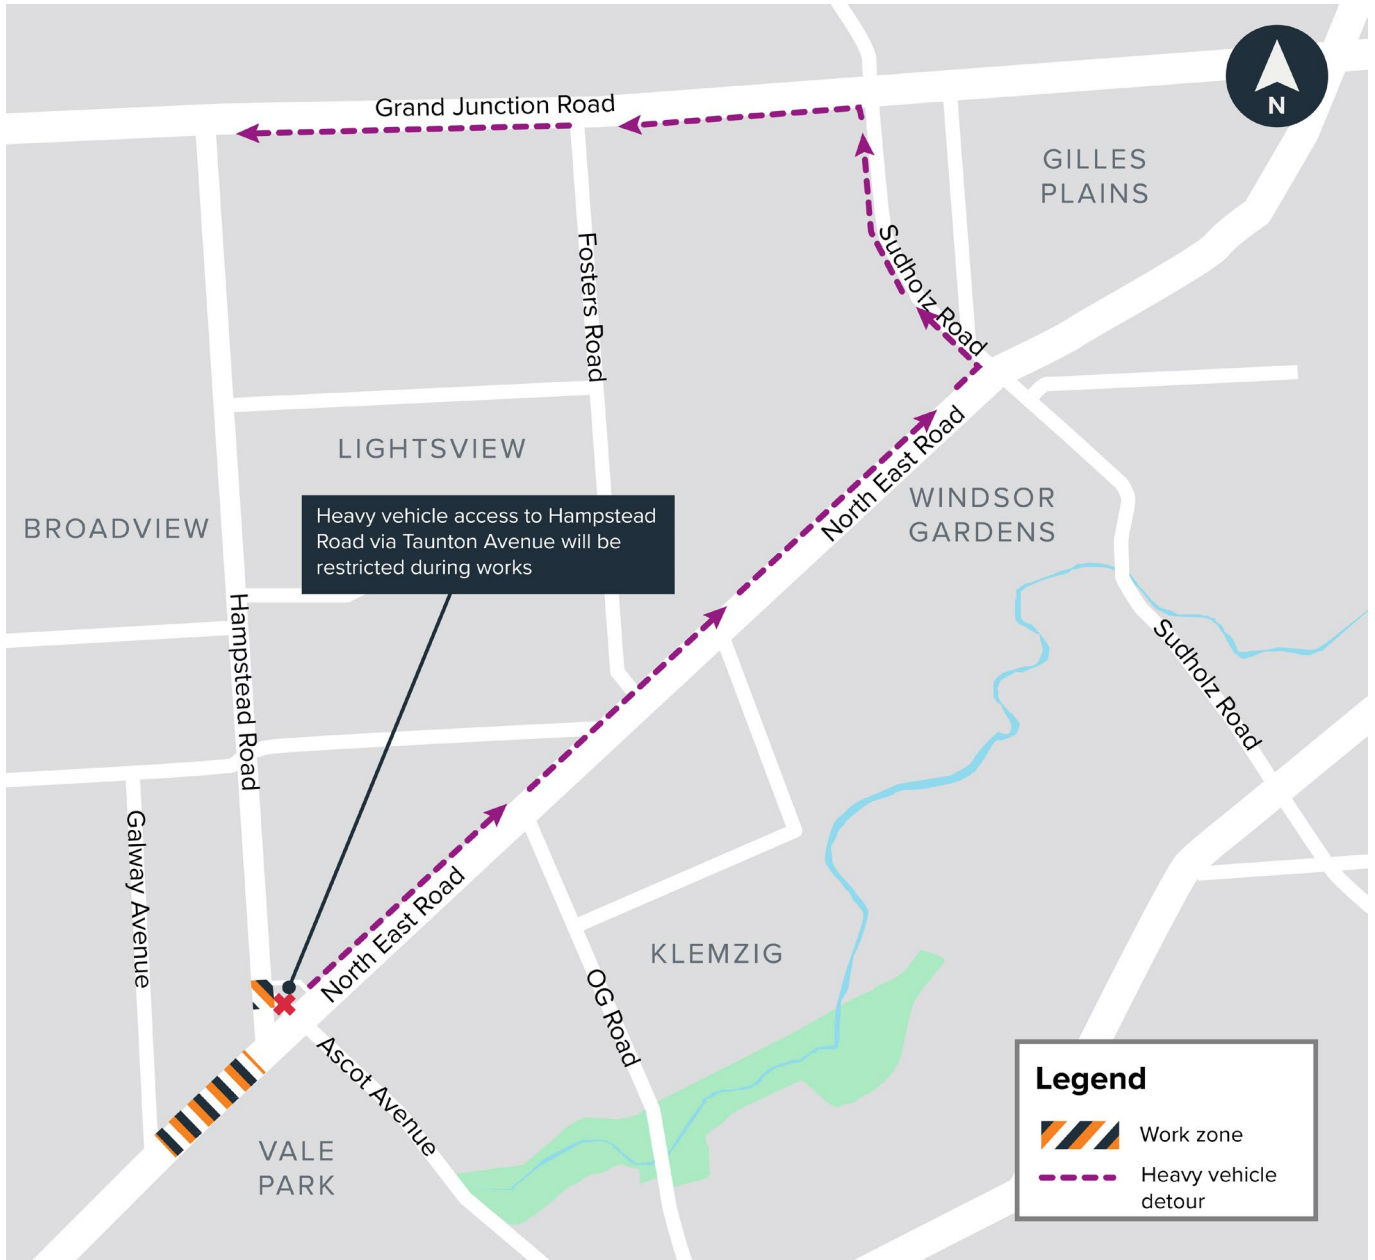 Grand Junction Road
N
GILLES
PLAINS
Fosters Road
Sudholz Road
LIGHTSVIEW
North East Road
WINDSOR
GARDENS
BROADVIEW
Heavy vehicle access to Hampstead
Road via Taunton Avenue will be
restricted during works
Hampstead Road
Sudholz Road
Galway Avenue
North East Road
KLEMZIG
OG Road
Ascot Avenue
VALE
PARK
Legend
Work zone
Heavy vehicle
detour